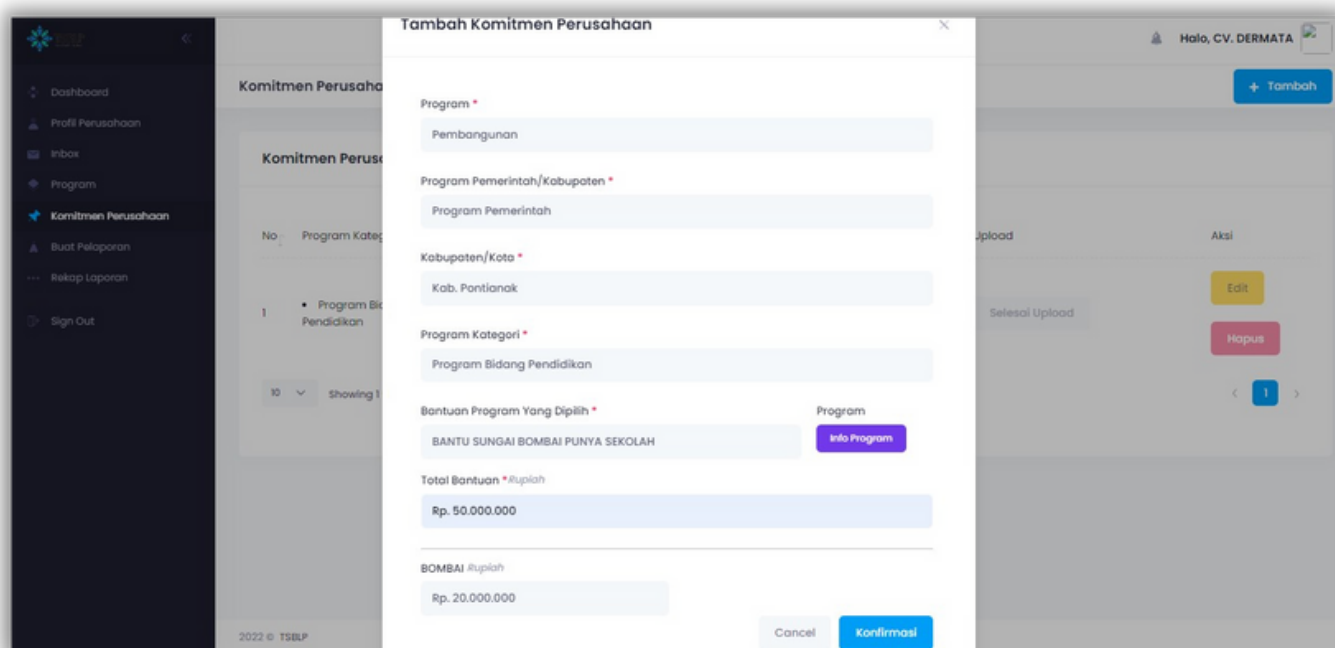 Tambah Komitmen Perusahaan
Halo, CV. DERMATA
Dashboard
Profil Perusahaan
Inbox
Program
Komitmen Perusahaan
Buat Pelaporan
Rekap Laporan
Sign Out
Komitmen Perusaha
+ Tambah
Komitmen Perus
No
Program Kateg
Upload
Aksi
1
Program Bid
Pendidikan
Selesai Upload
Edit
Hapus
10
Showing 1
1
2022 © TSBLP
Program *
Pembangunan
Program Pemerintah/Kabupaten *
Program Pemerintah
Kabupaten/Kota *
Kab. Pontianak
Program Kategori *
Program Bidang Pendidikan
Bantuan Program Yang Dipilih *
Program
BANTU SUNGAI BOMBAI PUNYA SEKOLAH
Info Program
Total Bantuan *Rupiah
Rp. 50.000.000
BOMBAI Rupiah
Rp. 20.000.000
Cancel
Konfirmasi